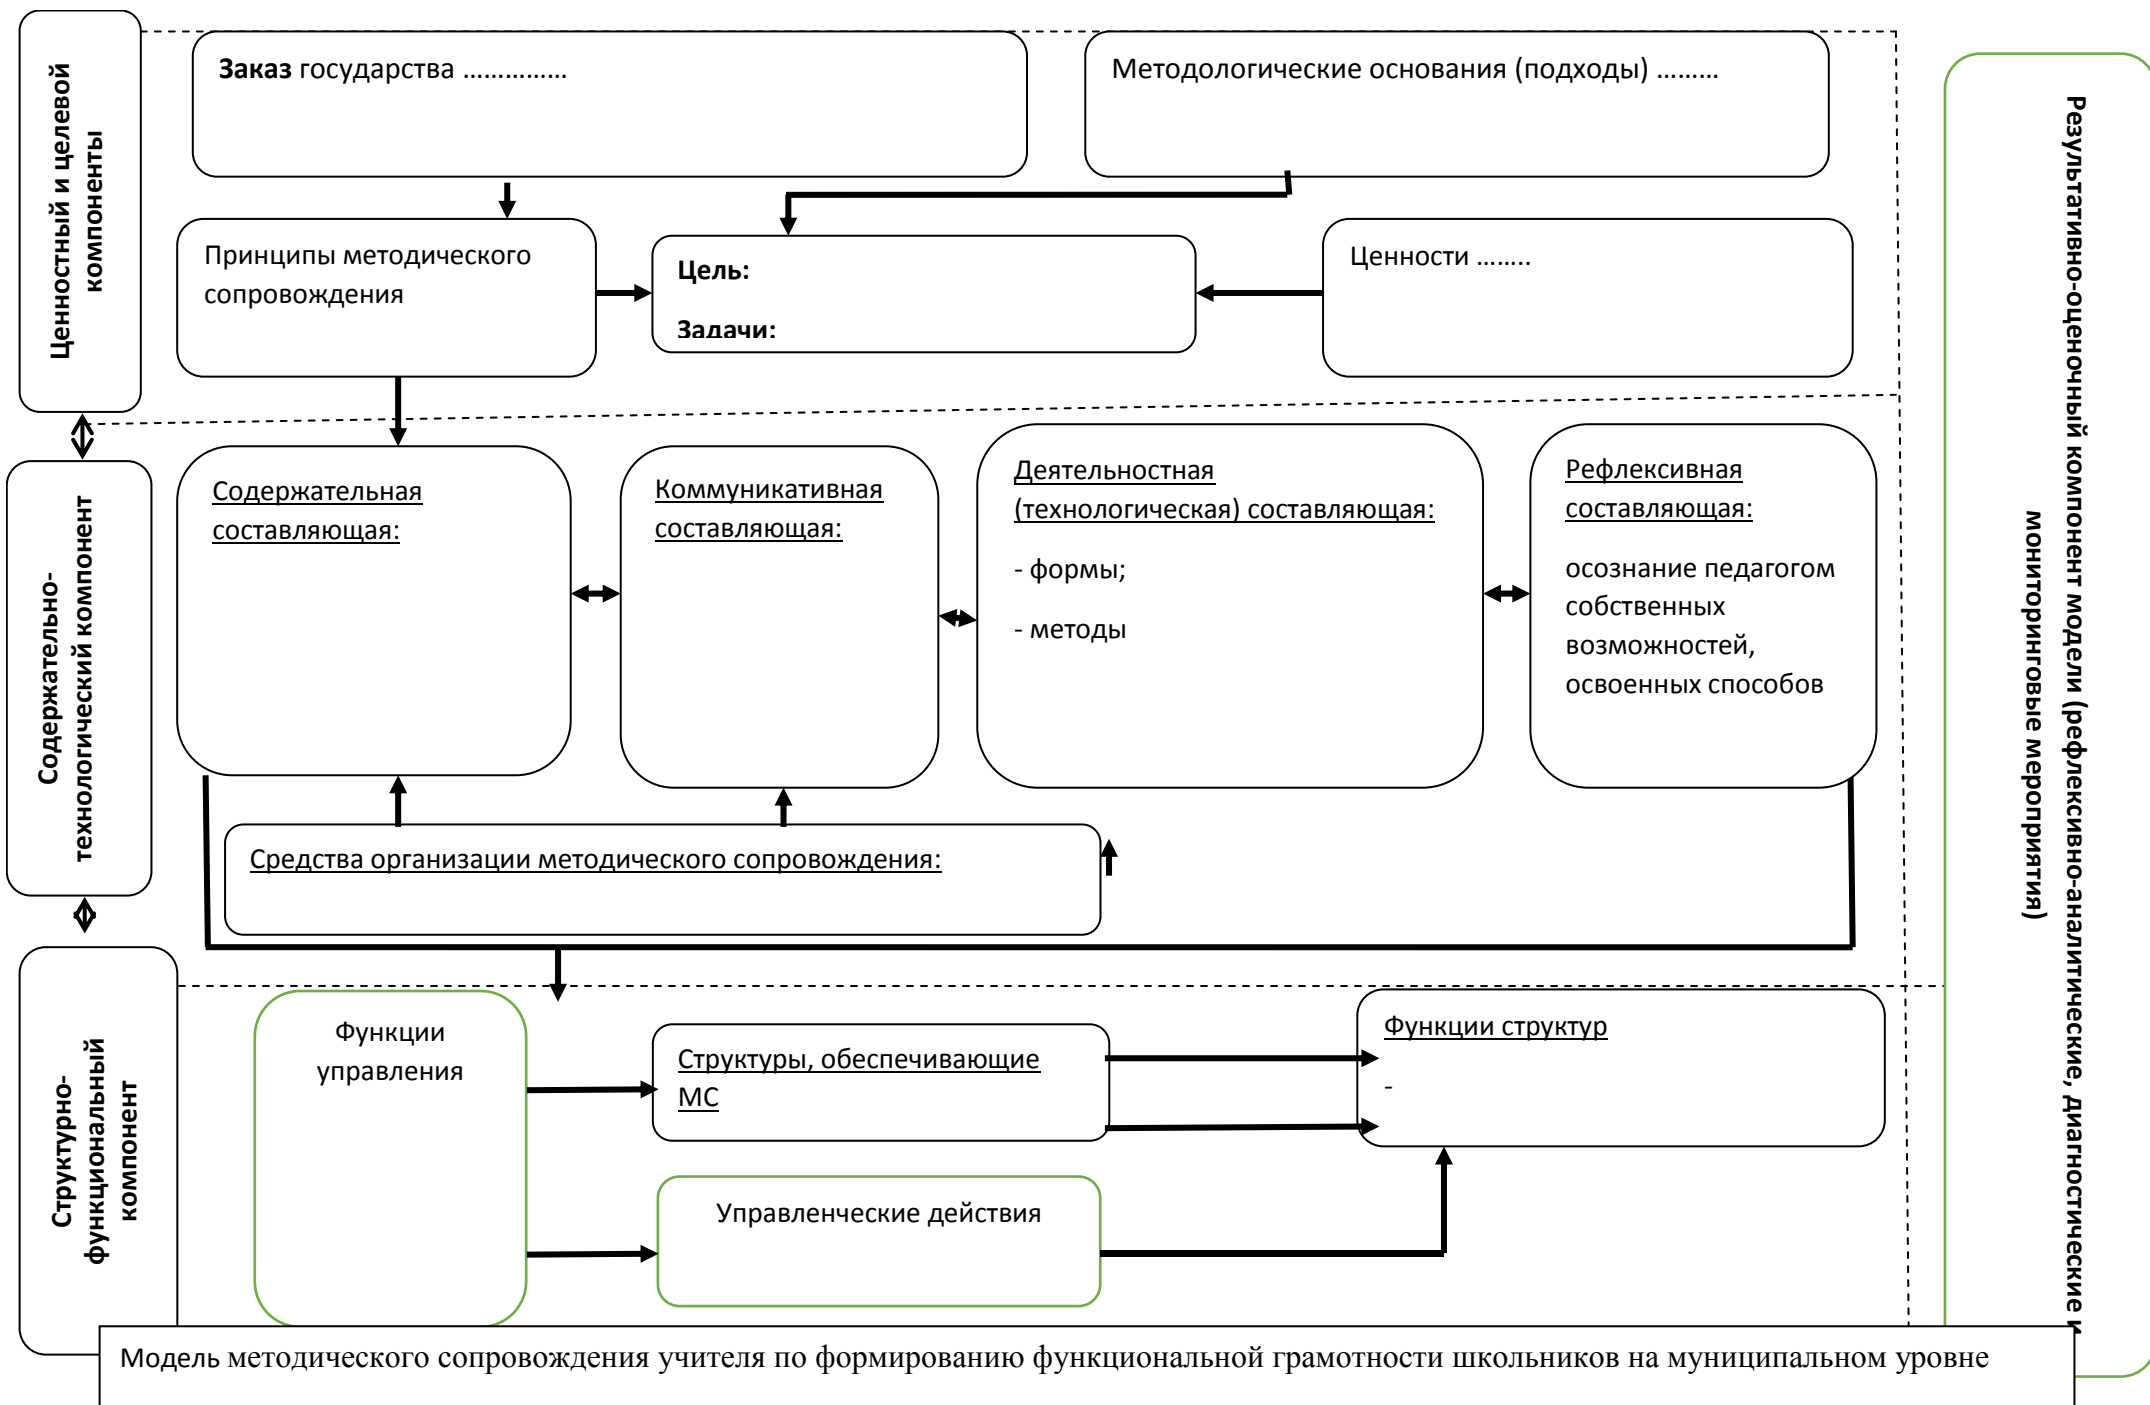 Ценностный и целевой
компоненты
Заказ государства ……………
Методологические основания (подходы) ………
Принципы методического
сопровождения
Цель:
Задачи:
Ценности ……..
Содержательно-
технологический компонент
Содержательная
составляющая:
Коммуникативная
составляющая:
Деятельностная
(технологическая) составляющая:
- формы;
- методы
Рефлексивная
составляющая:
осознание педагогом
собственных
возможностей,
освоенных способов
Средства организации методического сопровождения:
Структурно-
функциональный
компонент
Функции
управления
Структуры, обеспечивающие
МС
Функции структур
-
Управленческие действия
Результативно-оценочный компонент модели (рефлексивно-аналитические, диагностические и
мониторинговые мероприятия)
Модель методического сопровождения учителя по формированию функциональной грамотности школьников на муниципальном уровне